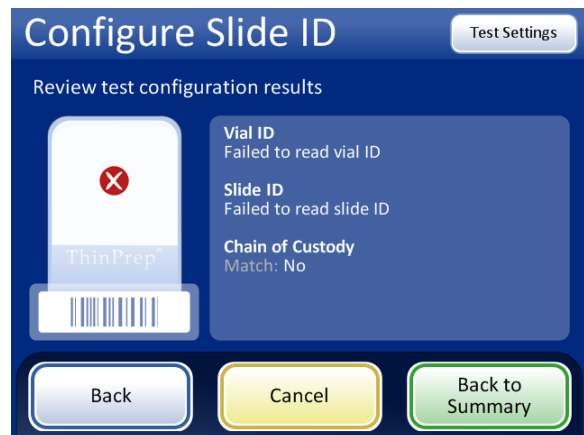 Configure Slide ID
Test Settings
Review test configuration results
ThinPrep®
Vial ID
Failed to read vial ID
Slide ID
Failed to read slide ID
Chain of Custody
Match: No
Back
Cancel
Back to
Summary